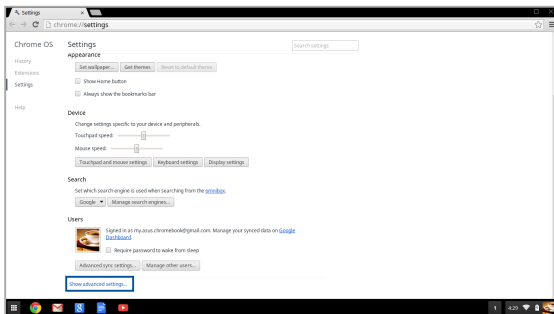 Settings
chrome://settings
Chrome OS
Settings
Search settings
History
Extensions
Settings
Help
Appearance
Set wallpaper...
Get themes
Reset to default theme
Show Home button
Always show the bookmarks bar
Device
Change settings specific to your device and peripherals.
Touchpad speed:
Mouse speed:
Touchpad and mouse settings
Keyboard settings
Display settings
Search
Set which search engine is used when searching from the omnibox.
Google
Manage search engines...
Users
Signed in as my.asus.chromebook@gmail.com. Manage your synced data on Google
Dashboard.
Require password to wake from sleep
Advanced sync settings...
Manage other users...
Show advanced settings...
8
1
4:29